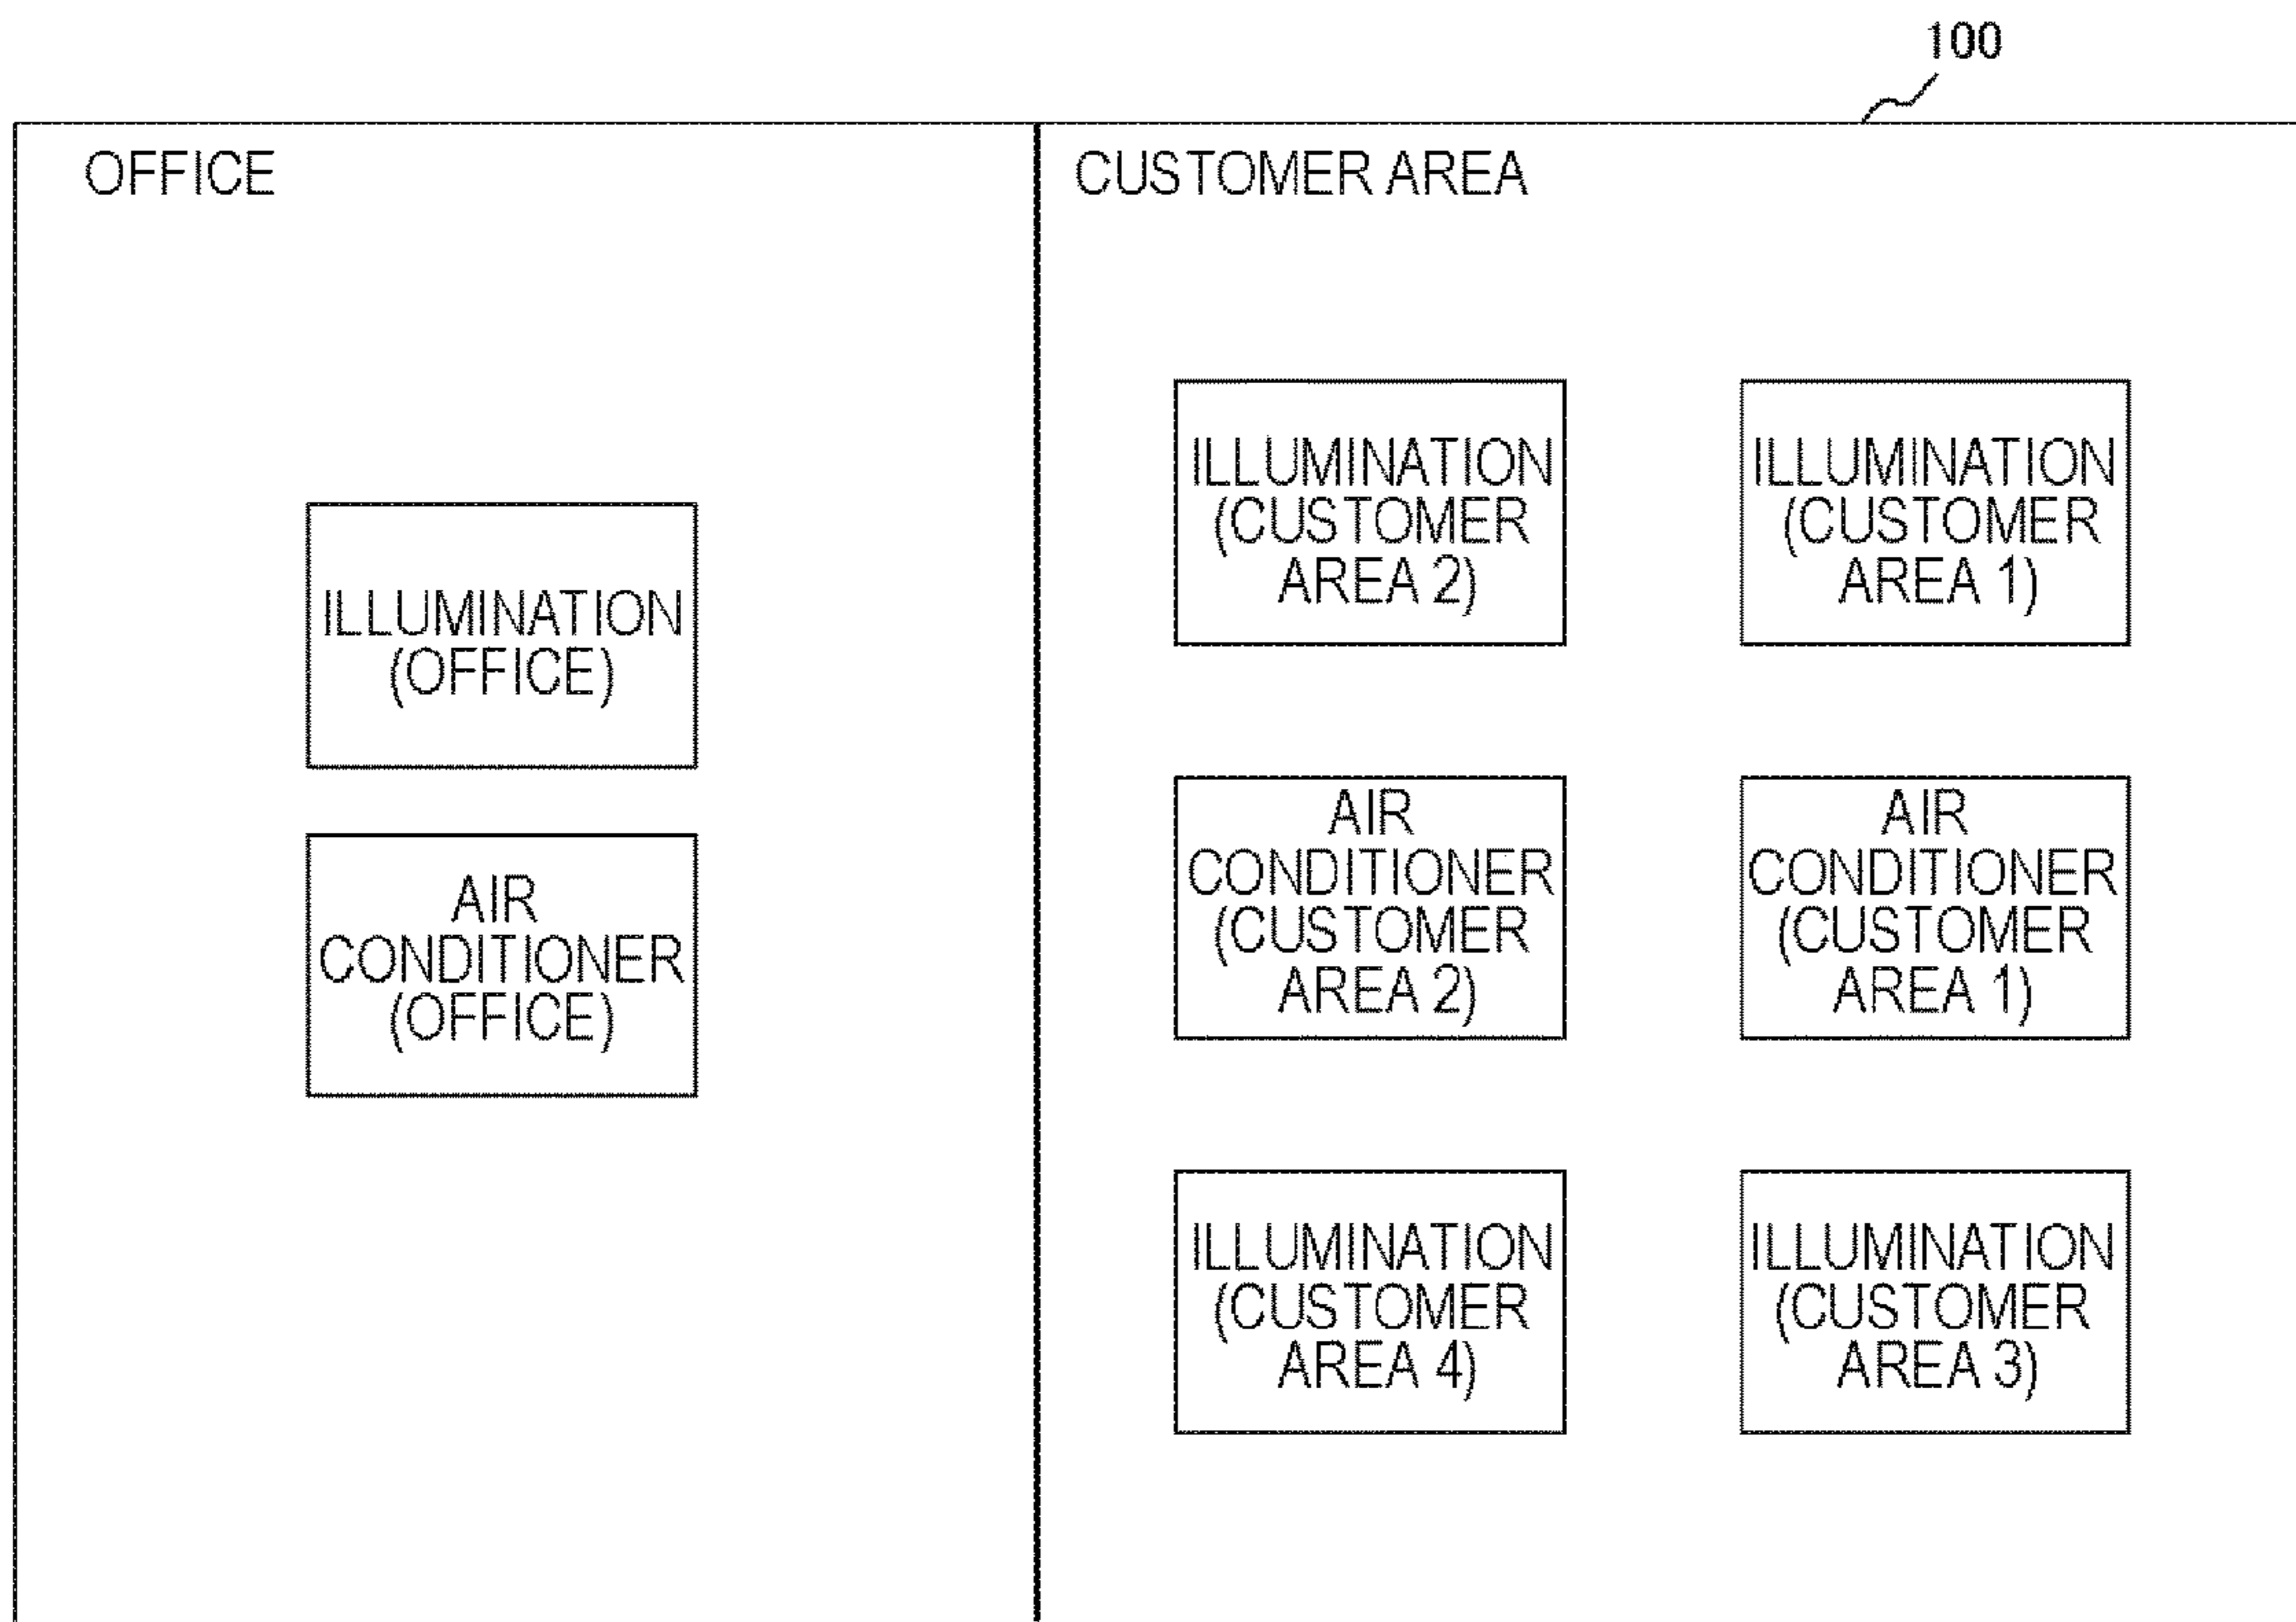 100
OFFICE
CUSTOMER AREA
ILLUMINATION
(OFFICE)
AIR
CONDITIONER
(OFFICE)
ILLUMINATION
(CUSTOMER
AREA 2)
ILLUMINATION
(CUSTOMER
AREA 1)
AIR
CONDITIONER
(CUSTOMER
AREA 2)
AIR
CONDITIONER
(CUSTOMER
AREA 1)
ILLUMINATION
(CUSTOMER
AREA 4)
ILLUMINATION
(CUSTOMER
AREA 3)